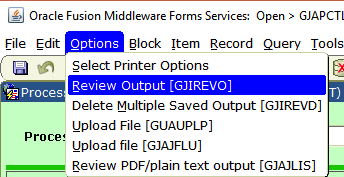 Oracle Fusion Middleware Forms Services: Open > GJAPCTL
File Edit Options Block Item Record Query Tools
Select Printer Options
Review Output [GJIREVO]
Delete Multiple Saved Output [GJIREVD]
Upload File [GUAUPLP]
Upload file [GJAJFLU]
Review PDF/plain text output [GJAJLIS]
Process
T)
Proces